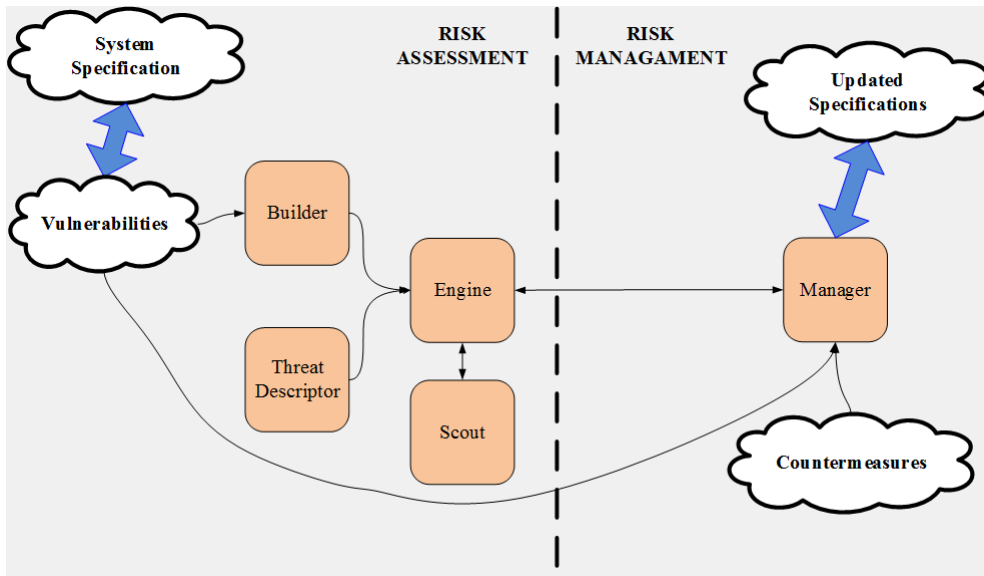 System
Specification
RISK
ASSESSMENT
RISK
MANAGAMENT
Updated
Specifications
Vulnerabilities
Builder
Engine
Manager
Threat
Descriptor
Scout
Countermeasures